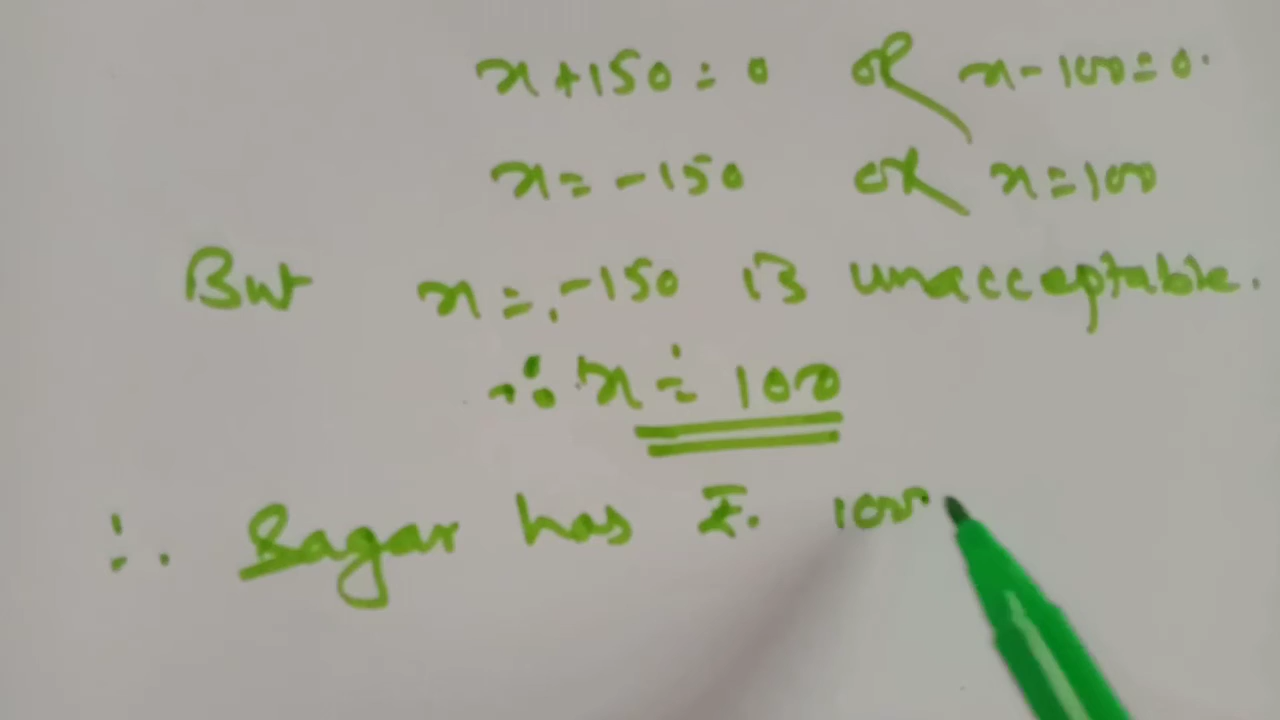 x+150=0 or x-100=0.
x=-150 or x=100
But x=-150 is unacceptable.
∴ x=100
∴ Sagar has ₹. 100